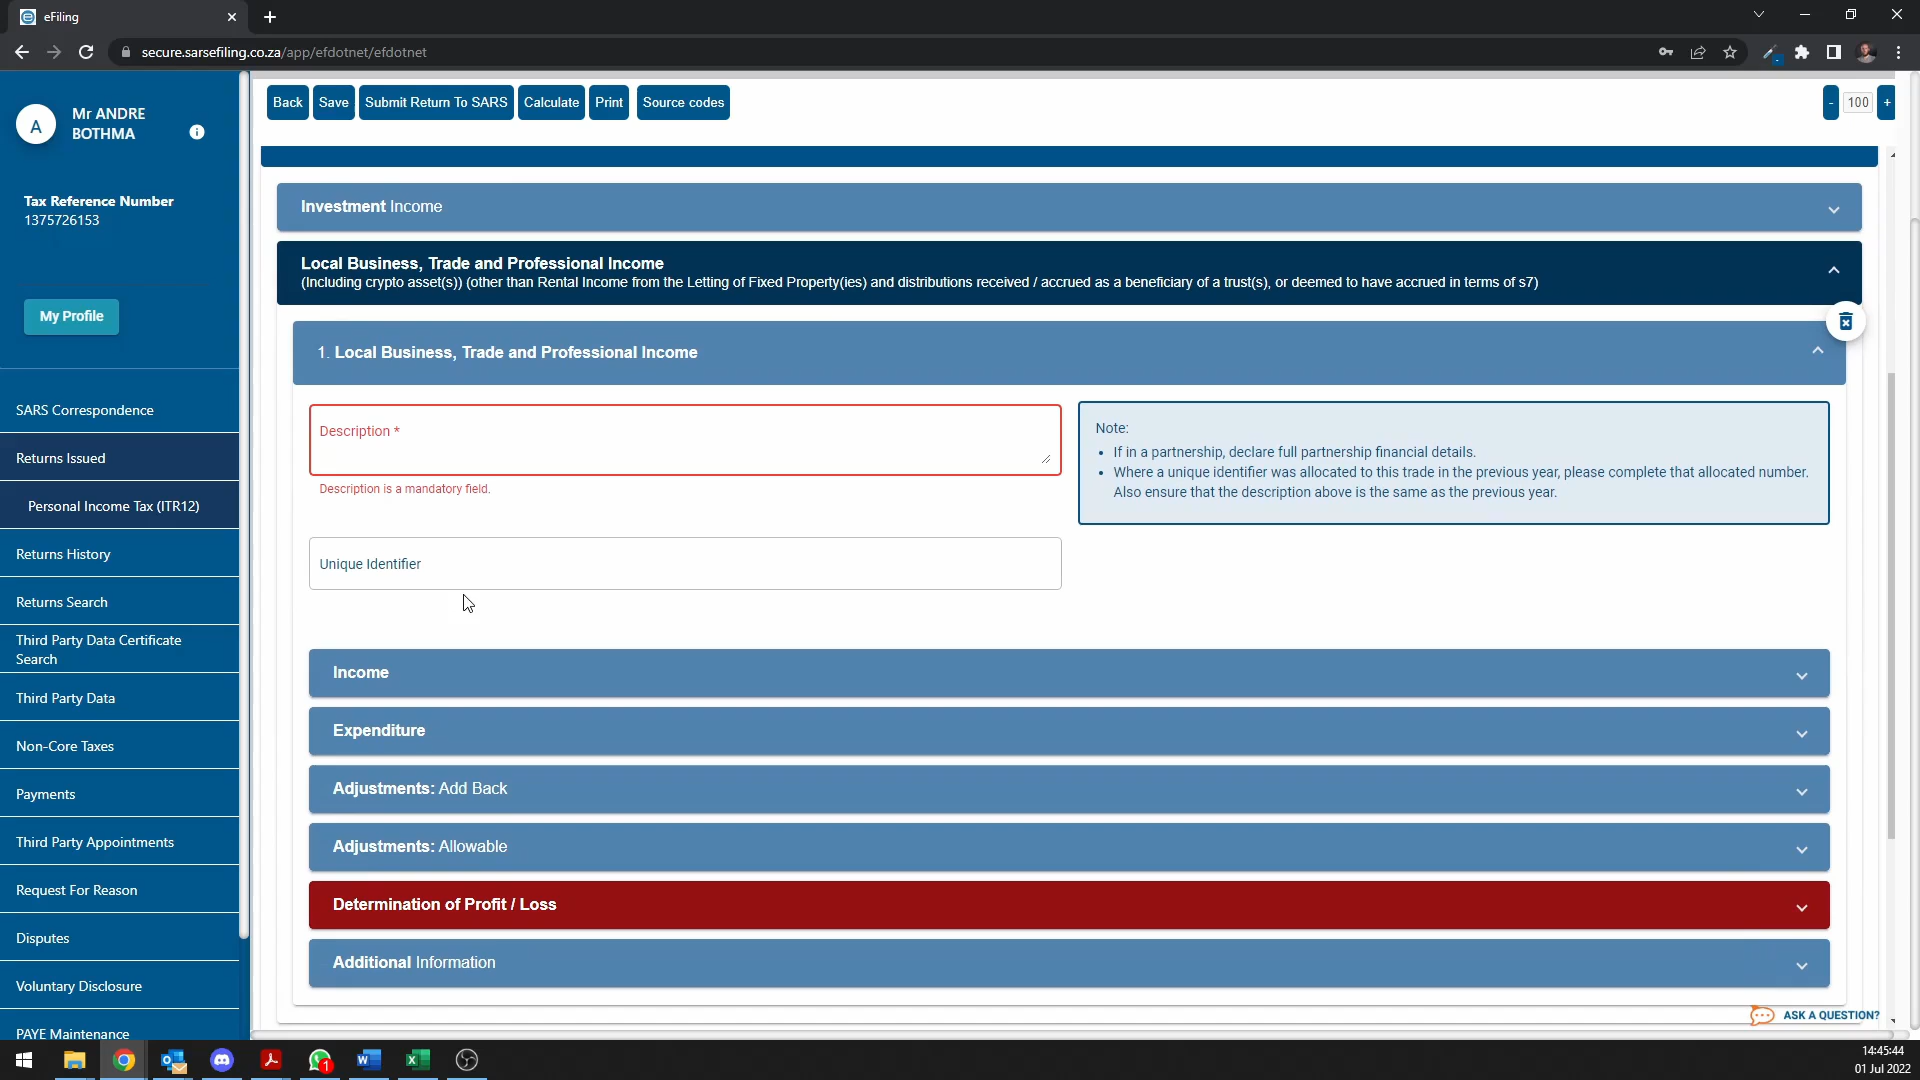 eFiling
secure.sarsefiling.co.za/app/efdotnet/efdotnet
A
Mr ANDRE
BOTHMA
Tax Reference Number
1375726153
My Profile
SARS Correspondence
Returns Issued
Personal Income Tax (ITR12)
Returns History
Returns Search
Third Party Data Certificate
Search
Third Party Data
Non-Core Taxes
Payments
Third Party Appointments
Request For Reason
Disputes
Voluntary Disclosure
PAYE Maintenance
Back Save Submit Return To SARS Calculate Print Source codes
- 100 +
Investment Income
Local Business, Trade and Professional Income
(Including crypto asset(s)) (other than Rental Income from the Letting of Fixed Property(ies) and distributions received / accrued as a beneficiary of a trust(s), or deemed to have accrued in terms of s7)
1. Local Business, Trade and Professional Income
Description *
Description is a mandatory field.
Note:
• If in a partnership, declare full partnership financial details.
• Where a unique identifier was allocated to this trade in the previous year, please complete that allocated number.
Also ensure that the description above is the same as the previous year.
Unique Identifier
Income
Expenditure
Adjustments: Add Back
Adjustments: Allowable
Determination of Profit / Loss
Additional Information
ASK A QUESTION?
1
14:45:44
01 Jul 2022